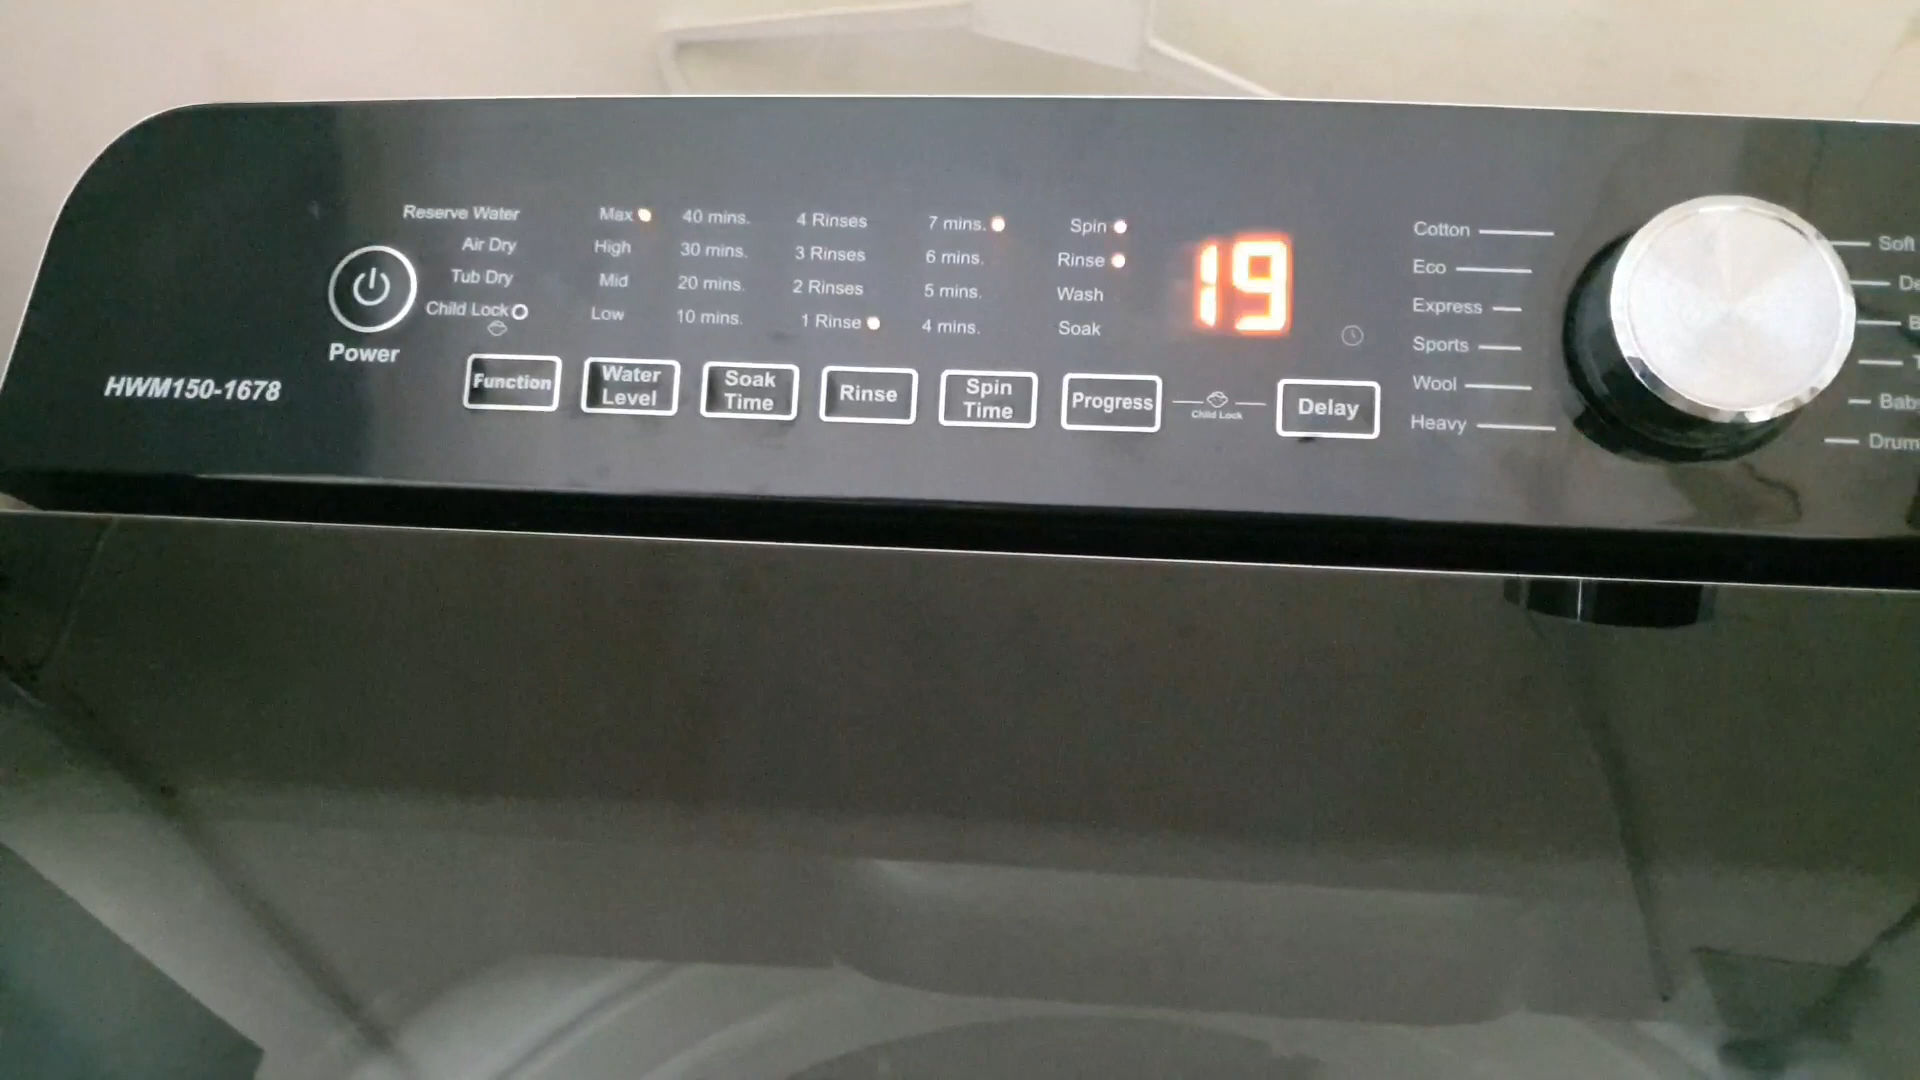 Reserve Water
Air Dry
Tub Dry
Child Lock
Power
HWM150-1678
Function
Max
High
Mid
Low
Water
Level
40 mins.
30 mins.
20 mins.
10 mins.
Soak
Time
4 Rinses
3 Rinses
2 Rinses
1 Rinse
Rinse
7 mins.
6 mins.
5 mins.
4 mins.
Spin
Time
Spin
Rinse
Wash
Soak
Progress
19
Child Lock
Delay
Cotton
Eco
Express
Sports
Wool
Heavy
Soft
De
B
T
Bab
Drum